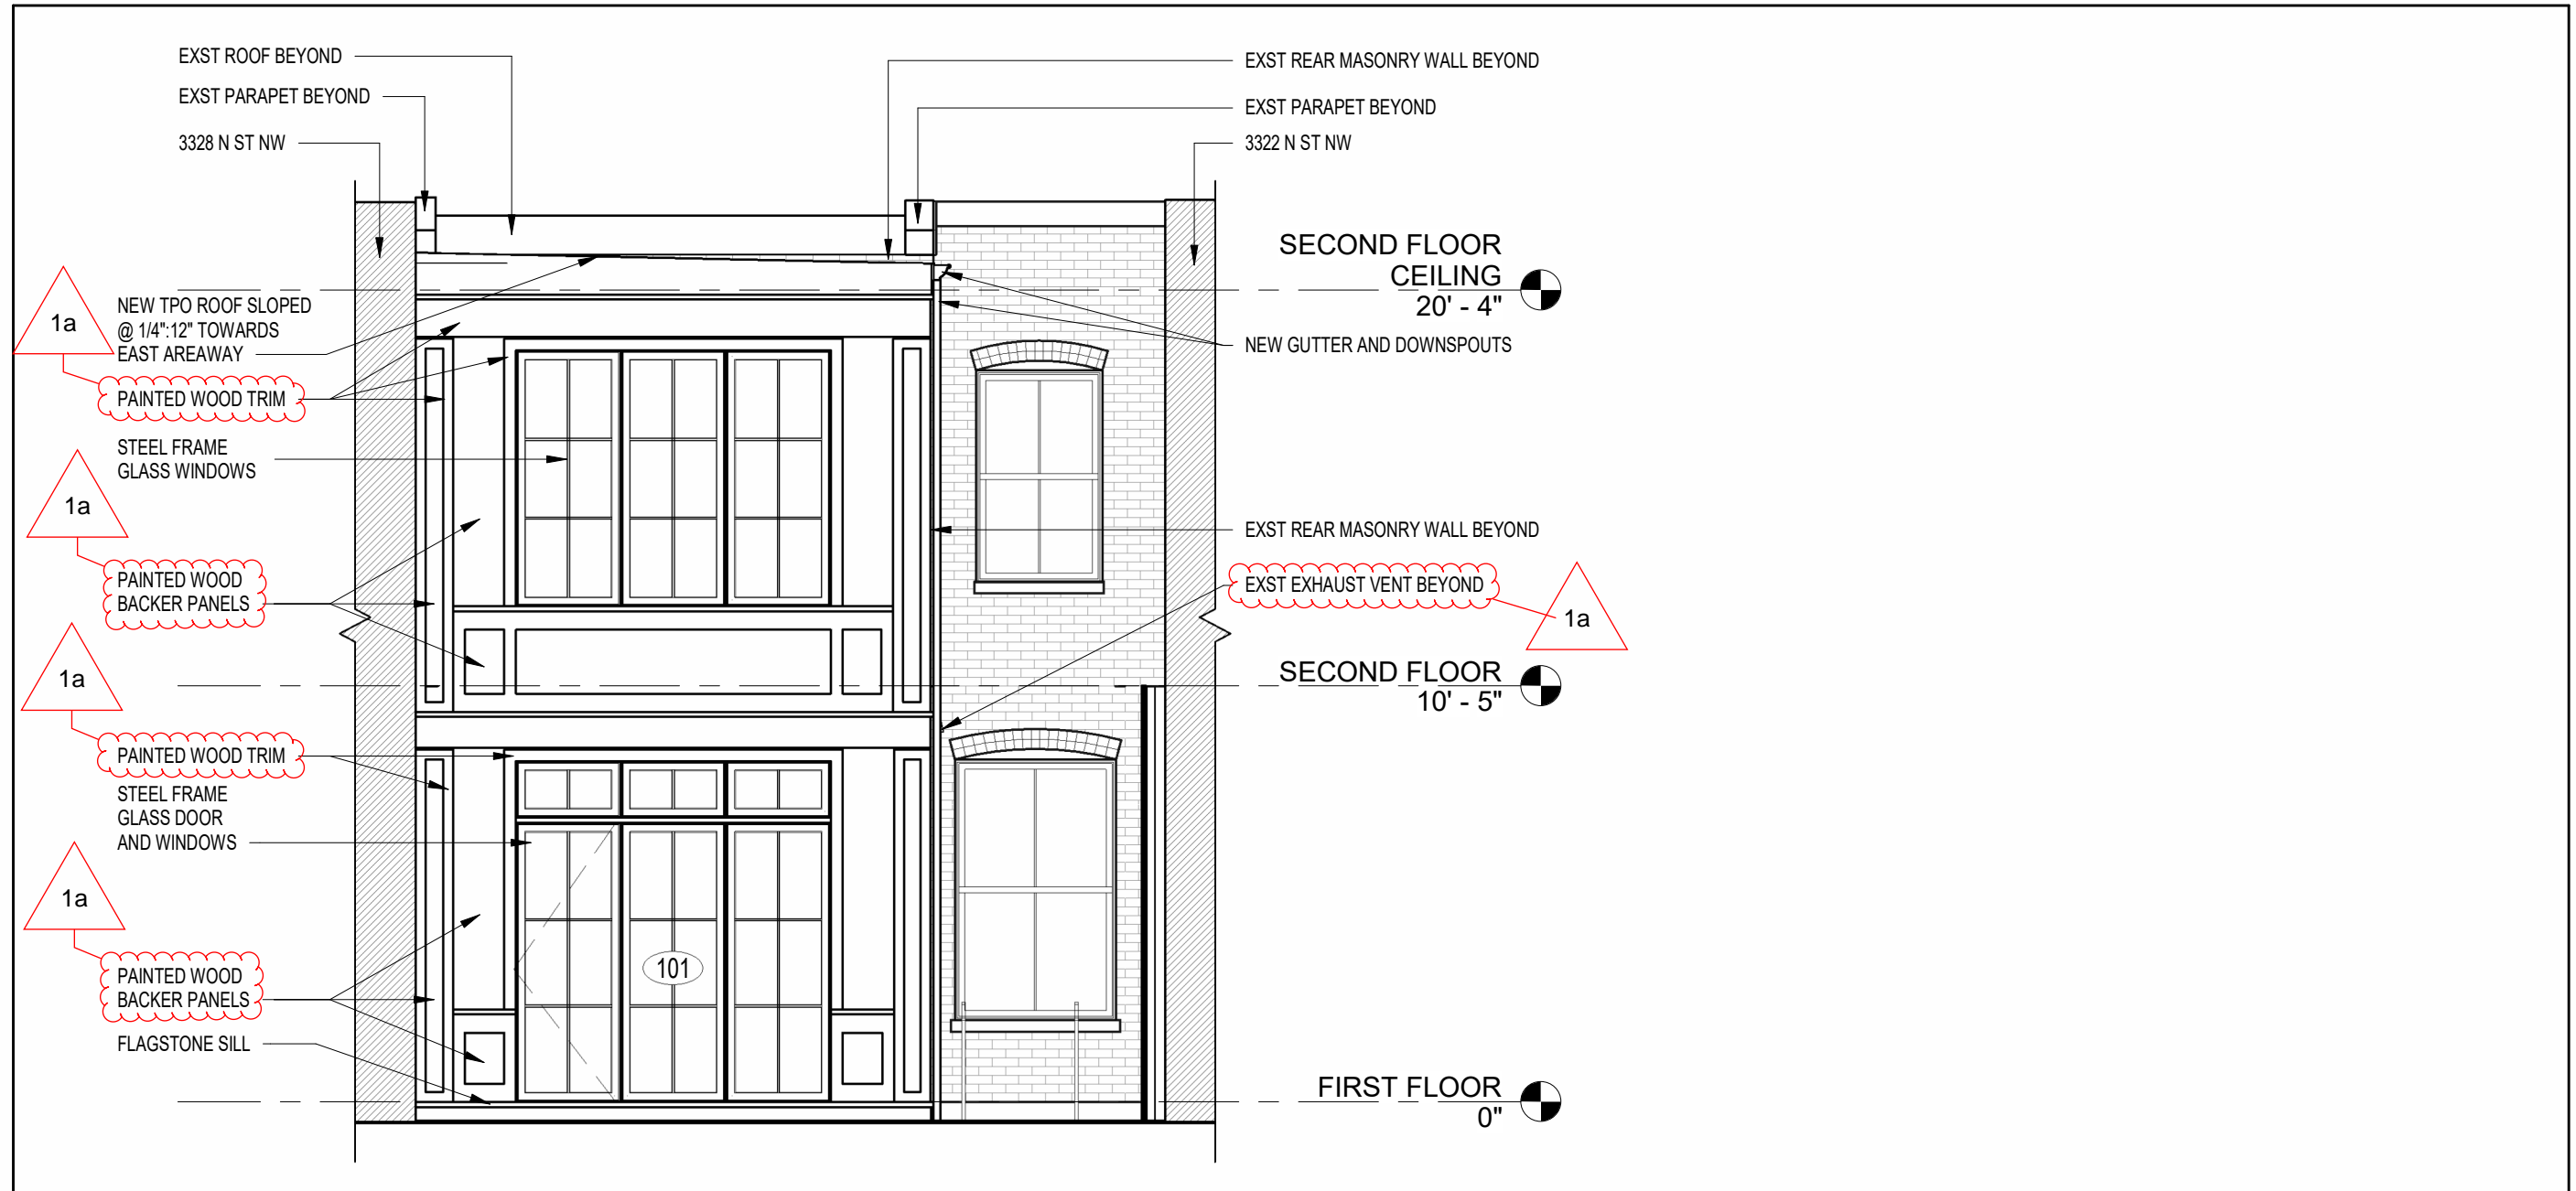 EXST ROOF BEYOND
EXST PARAPET BEYOND
3328 N ST NW
1a
NEW TPO ROOF SLOPED
@ 1/4":12" TOWARDS
EAST AREAWAY
PAINTED WOOD TRIM
STEEL FRAME
GLASS WINDOWS
1a
PAINTED WOOD
BACKER PANELS
1a
PAINTED WOOD TRIM
STEEL FRAME
GLASS DOOR
AND WINDOWS
1a
PAINTED WOOD
BACKER PANELS
FLAGSTONE SILL
101
EXST REAR MASONRY WALL BEYOND
EXST PARAPET BEYOND
3322 N ST NW
SECOND FLOOR
CEILING
20' - 4"
NEW GUTTER AND DOWNSPOUTS
EXST REAR MASONRY WALL BEYOND
EXST EXHAUST VENT BEYOND
1a
SECOND FLOOR
10' - 5"
FIRST FLOOR
0"